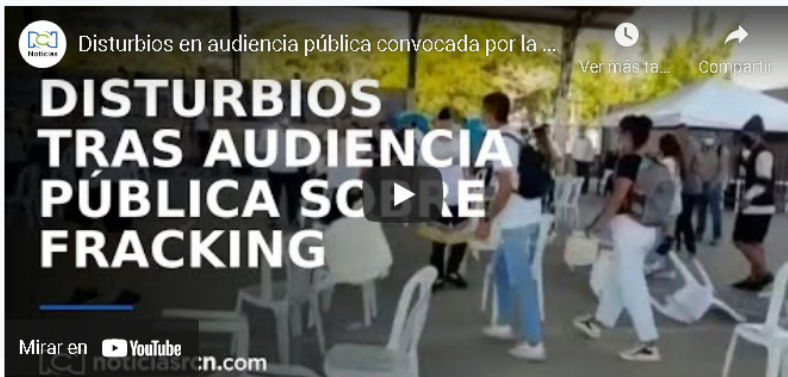 RCN
Noticias
Disturbios en audiencia pública convocada por la ...
Ver más ta...
Compartir
DISTURBIOS
TRAS AUDIENCIA
PÚBLICA SOBRE
FRACKING
Mirar en YouTube
noticiasrcn.com